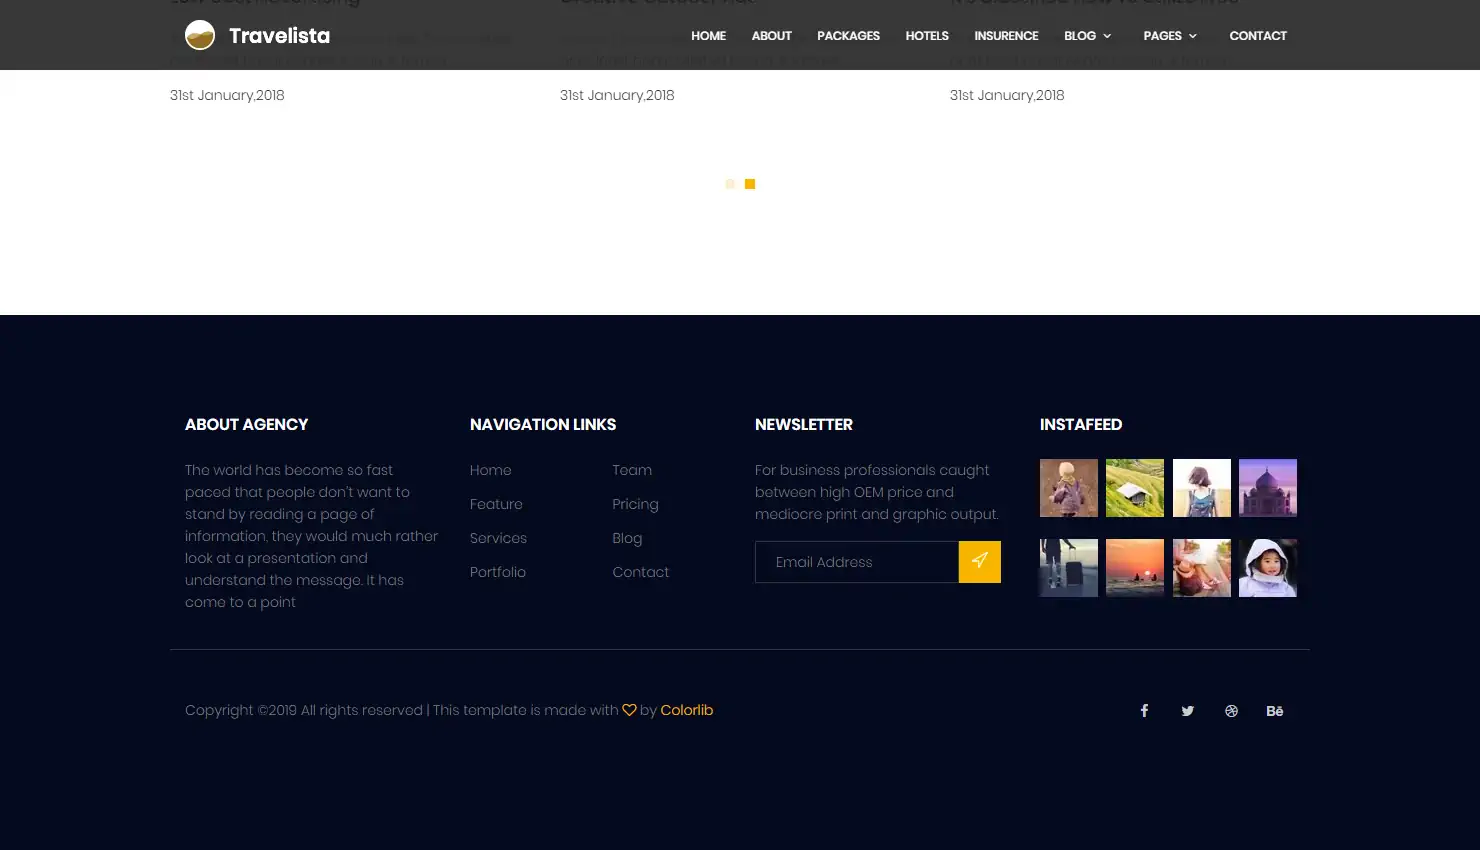 Travelista
HOME ABOUT PACKAGES HOTELS INSURENCE BLOG PAGES CONTACT
31st January,2018 31st January,2018 31st January,2018
ABOUT AGENCY
The world has become so fast
paced that people don't want to
stand by reading a page of
information, they would much rather
look at a presentation and
understand the message. It has
come to a point
NAVIGATION LINKS
Home
Feature
Services
Portfolio
Team
Pricing
Blog
Contact
NEWSLETTER
For business professionals caught
between high OEM price and
mediocre print and graphic output.
Email Address
INSTAFEED
Copyright ©2019 All rights reserved | This template is made with ♡ by Colorlib
Bē